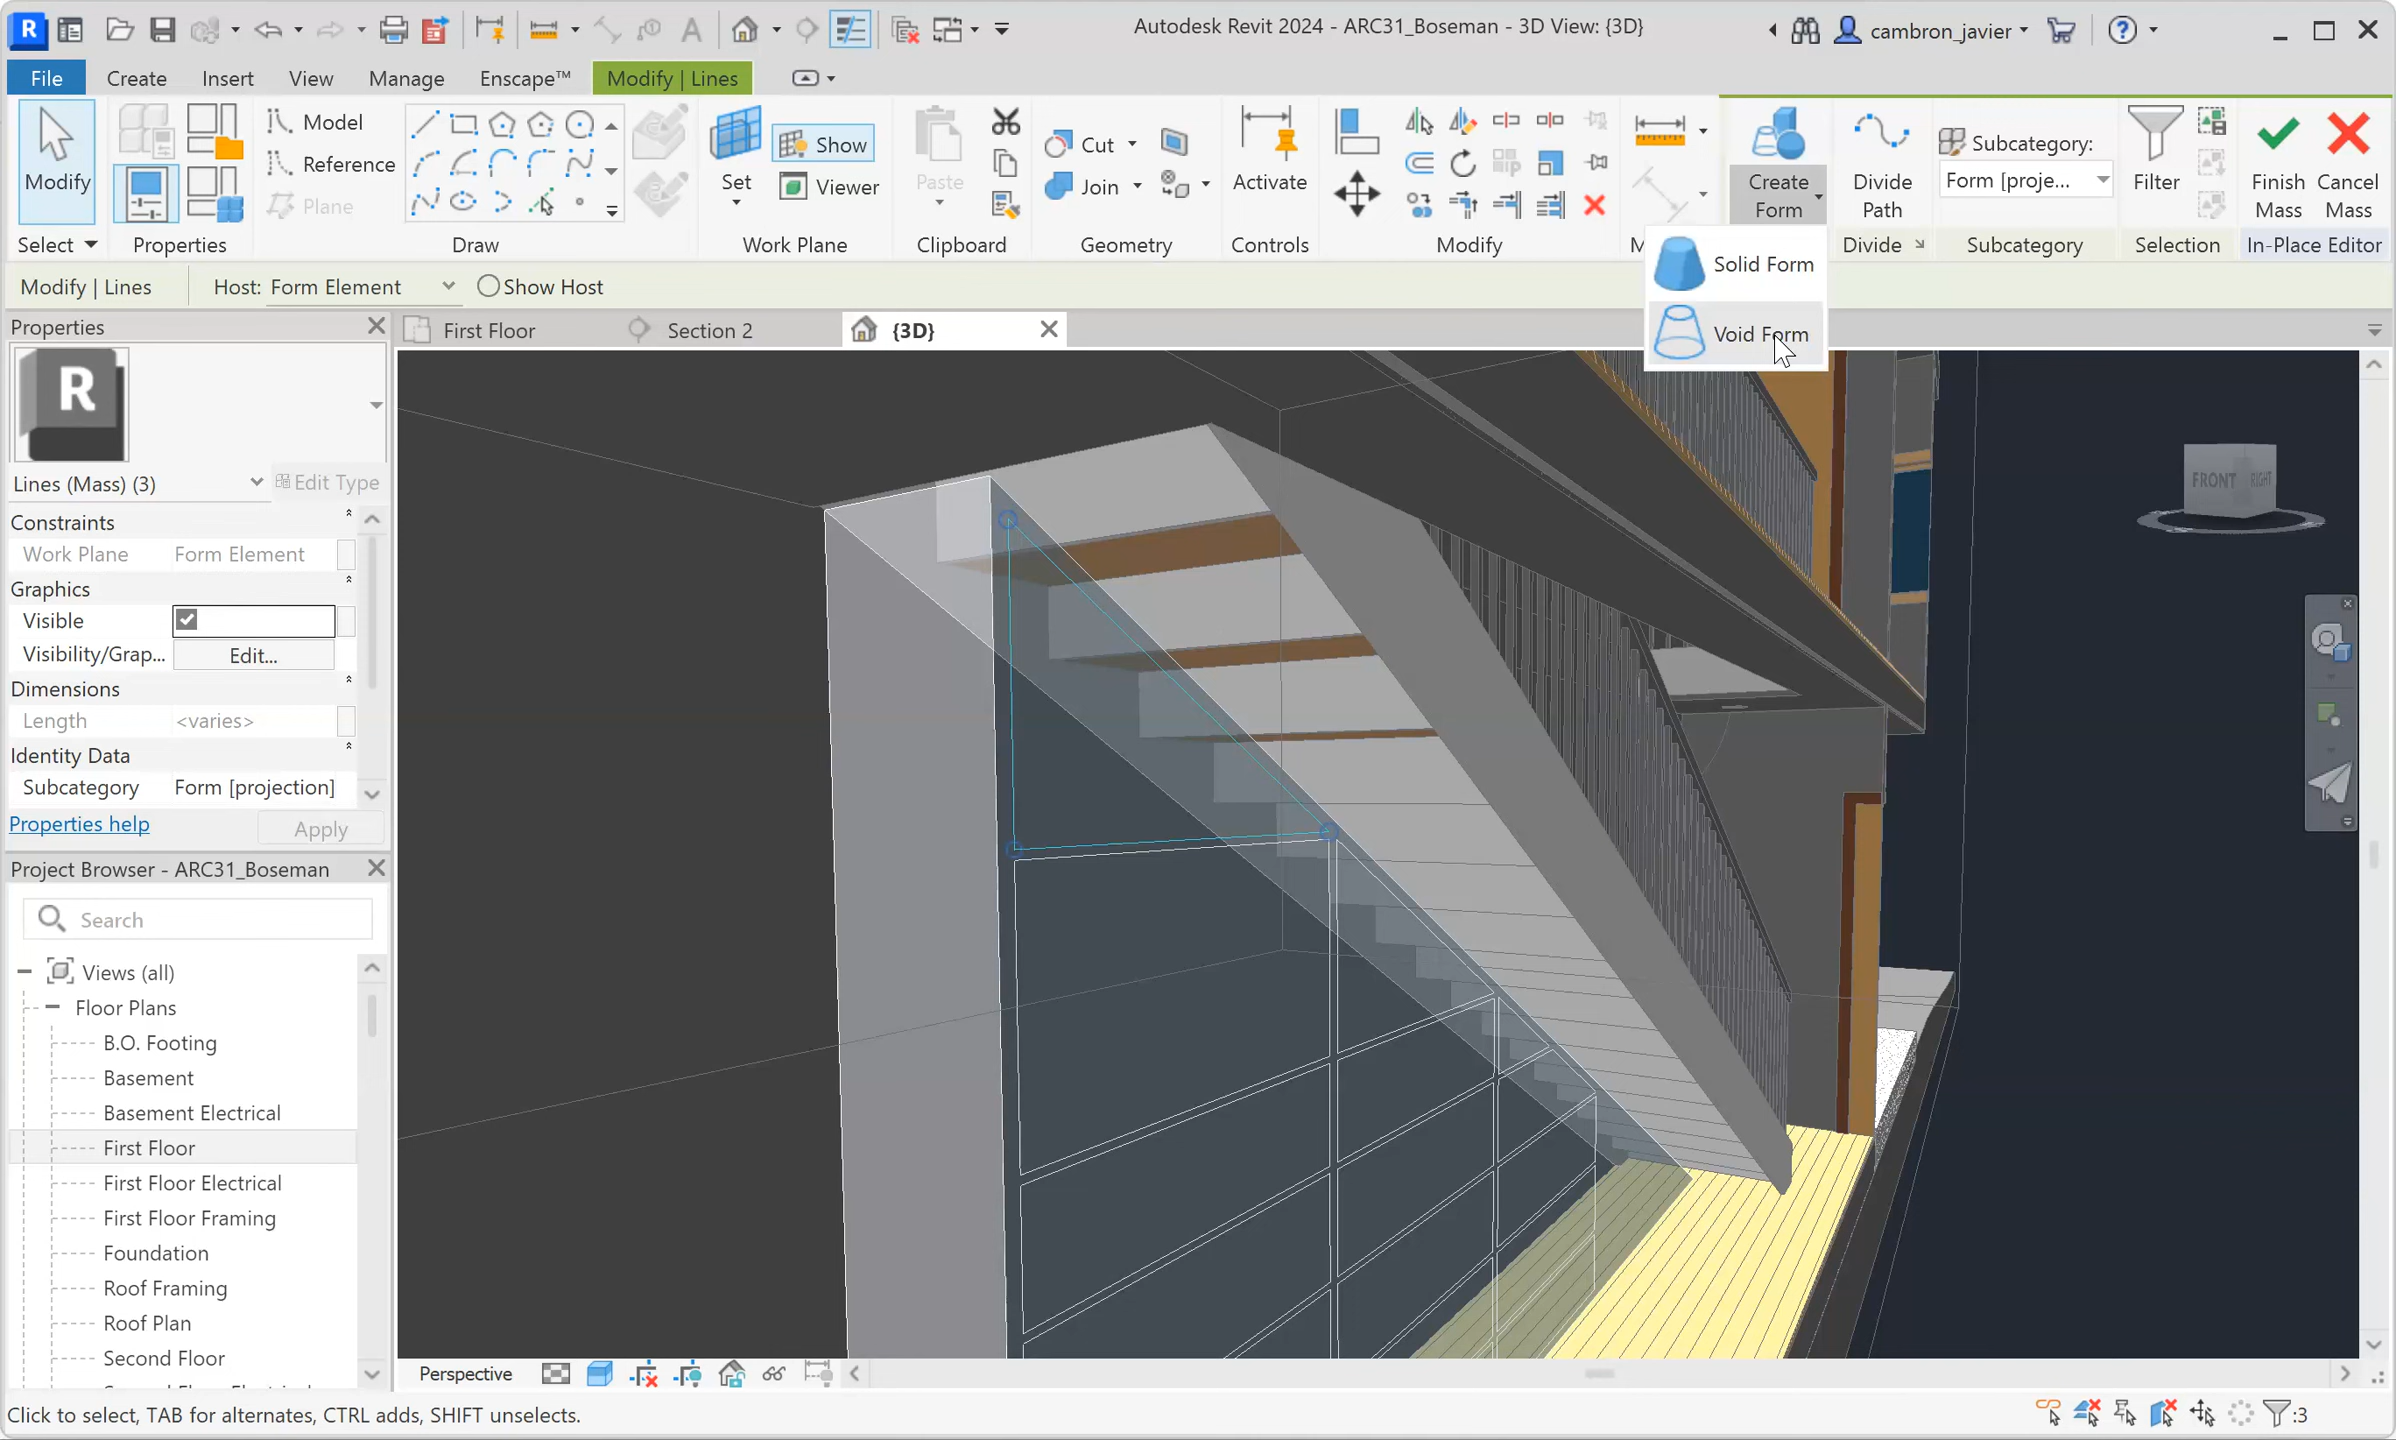 R
Autodesk Revit 2024 - ARC31_Boseman - 3D View: {3D}
cambron_javier
File
Create
Insert
View
Manage
Enscape™
Modify | Lines
Modify
Model
Reference
Plane
Set
Show
Viewer
Paste
Cut
Join
Activate
Create Form
Divide Path
Subcategory:
Form [proje...
Filter
Finish Mass
Cancel Mass
Select
Properties
Draw
Work Plane
Clipboard
Geometry
Controls
Modify
Divide
Subcategory
Selection
In-Place Editor
Solid Form
Void Form
Modify | Lines
Host: Form Element
Show Host
Properties
First Floor
Section 2
{3D}
R
Lines (Mass) (3)
Edit Type
Constraints
Work Plane Form Element
Graphics
Visible
Visibility/Grap... Edit...
Dimensions
Length <varies>
Identity Data
Subcategory Form [projection]
Properties help
Apply
FRONT
RIGHT
Project Browser - ARC31_Boseman
Search
Views (all)
Floor Plans
B.O. Footing
Basement
Basement Electrical
First Floor
First Floor Electrical
First Floor Framing
Foundation
Roof Framing
Roof Plan
Second Floor
Perspective
Click to select, TAB for alternates, CTRL adds, SHIFT unselects.
:3